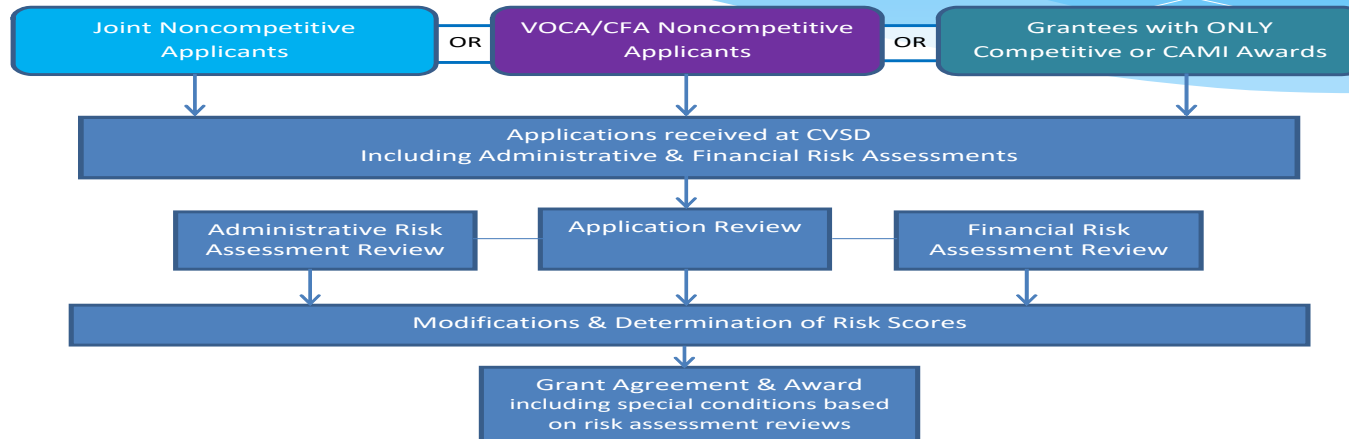 Joint Noncompetitive
Applicants
OR
VOCA/CFA Noncompetitive
Applicants
OR
Grantees with ONLY
Competitive or CAMI Awards
Applications received at CVSD
Including Administrative & Financial Risk Assessments
Administrative Risk
Assessment Review
Application Review
Financial Risk
Assessment Review
Modifications & Determination of Risk Scores
Grant Agreement & Award
including special conditions based
on risk assessment reviews